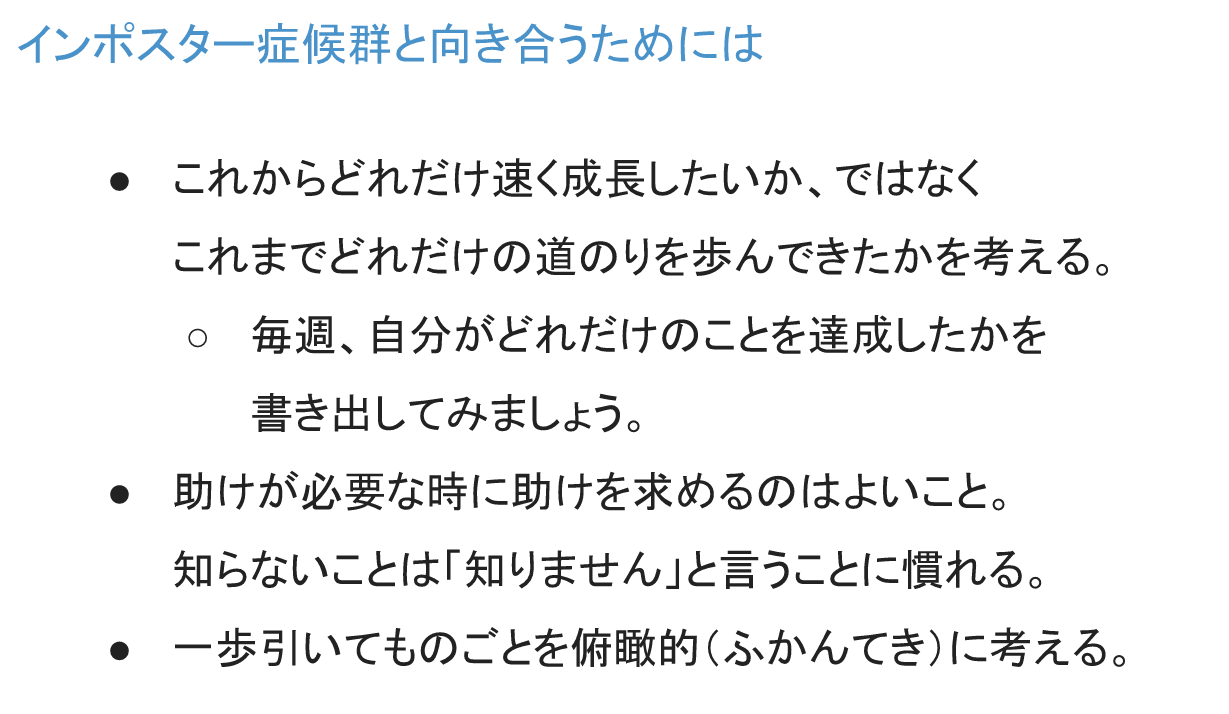 インポスター症候群と向き合うためには
● これからどれだけ速く成長したいか、ではなく
これまでどれだけの道のりを歩んできたかを考える。
○ 毎週、自分がどれだけのことを達成したかを
書き出してみましょう。
● 助けが必要な時に助けを求めるのはよいこと。
知らないことは「知りません」と言うことに慣れる。
● 一歩引いてものごとを俯瞰的（ふかんてき）に考える。